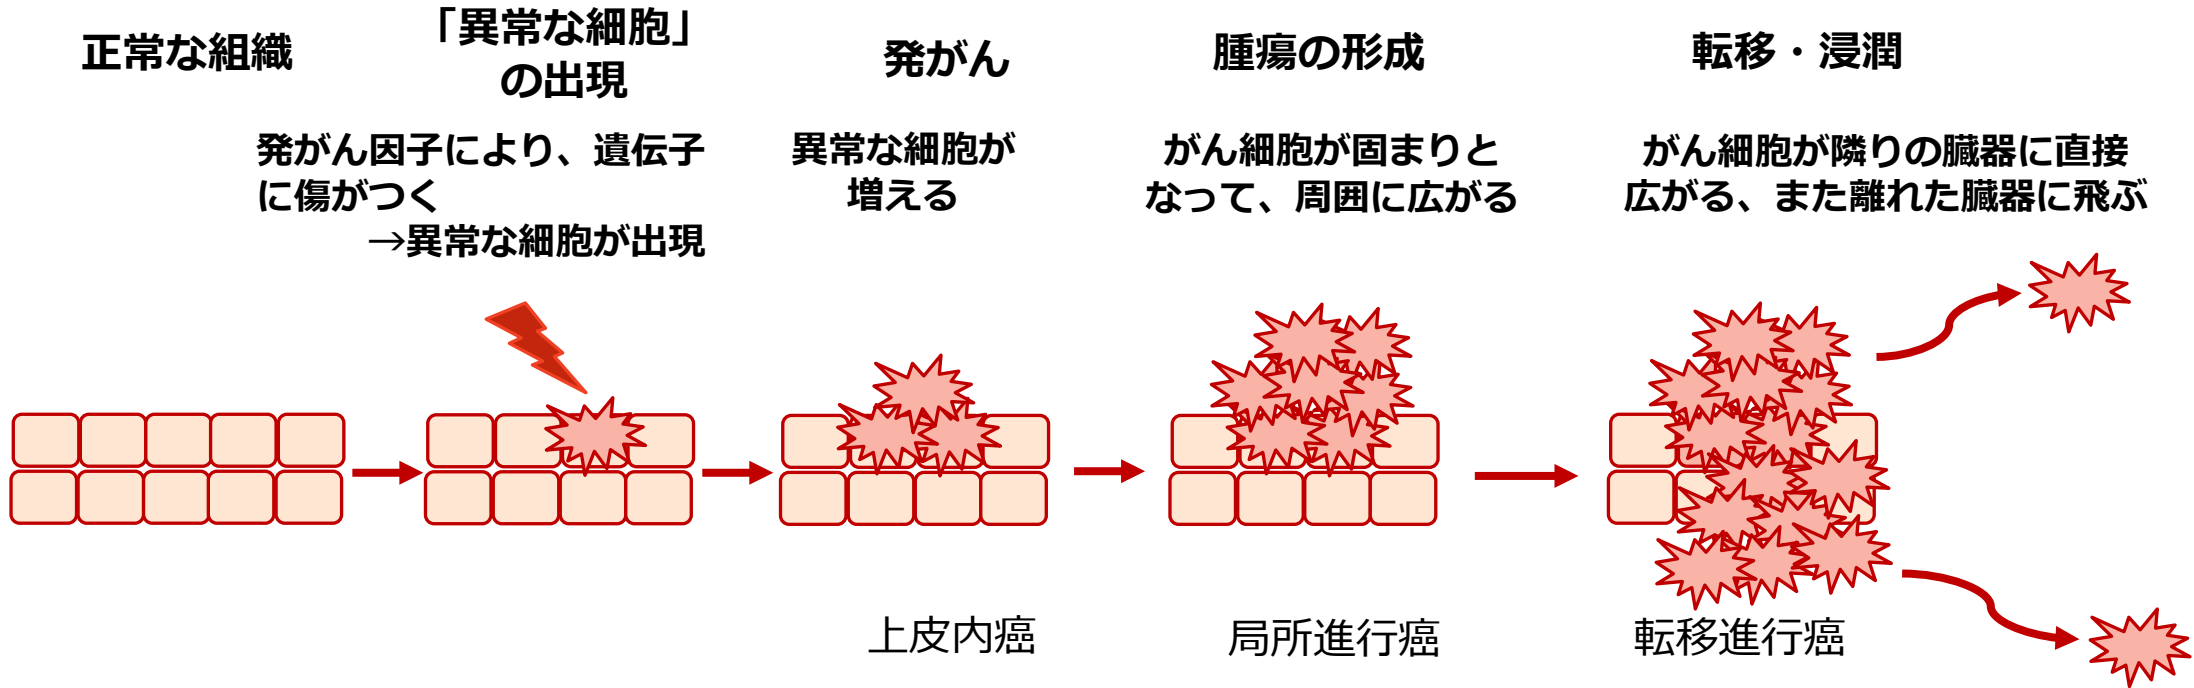 正常な組織
「異常な細胞」
の出現
発がん因子により、遺伝子
に傷がつく
→異常な細胞が出現
発がん
異常な細胞が
増える
腫瘍の形成
がん細胞が固まりと
なって、周囲に広がる
転移・浸潤
がん細胞が隣りの臓器に直接
広がる、また離れた臓器に飛ぶ
上皮内癌
局所進行癌
転移進行癌